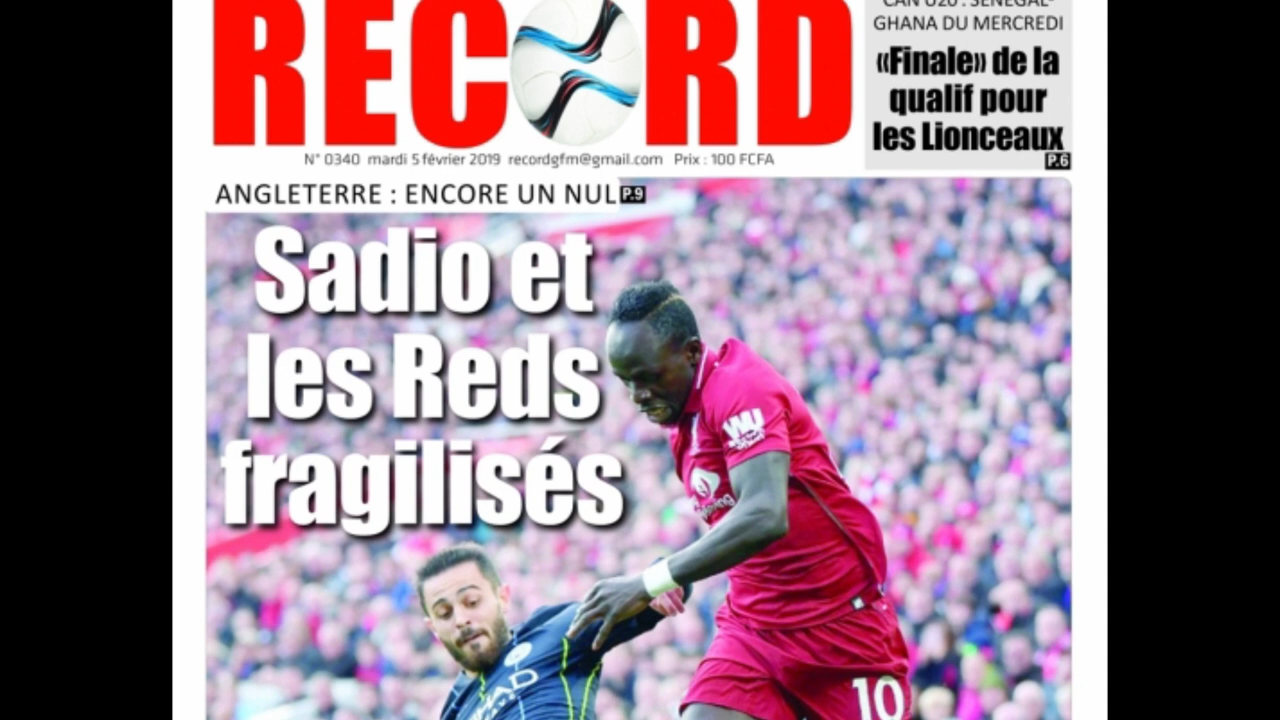 RECORD
CAN U20 : SENEGAL-
GHANA DU MERCREDI
«Finale» de la
qualif pour
les Lionceaux
P.6
N° 0340 mardi 5 février 2019 recordgfm@gmail.com Prix : 100 FCFA
ANGLETERRE : ENCORE UN NUL P.9
Sadio et
les Reds
fragilisés
10